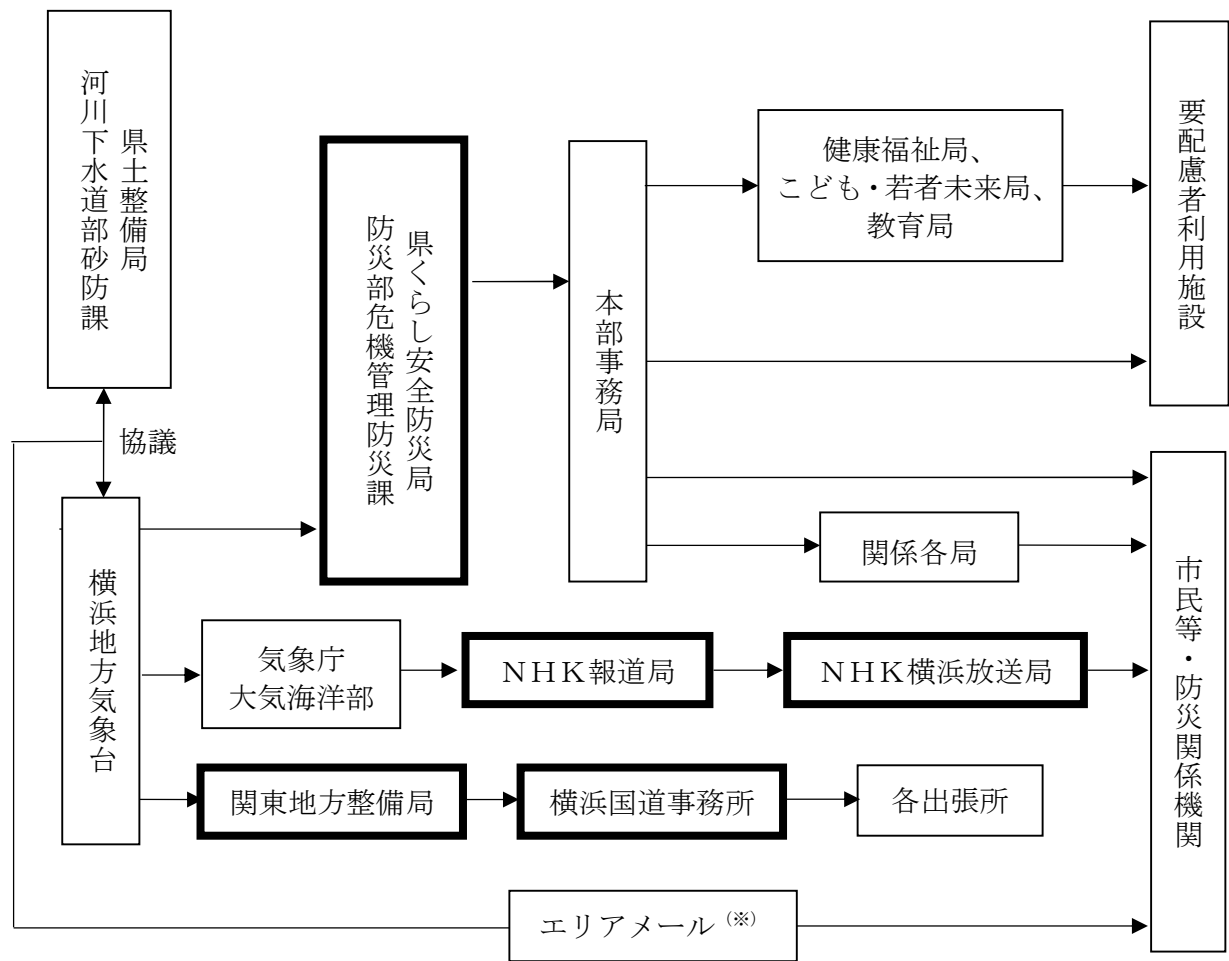 県土整備局
河川下水道部砂防課
協議
横浜地方気象台
県くらし安全防災局
防災部危機管理防災課
本部事務局
健康福祉局、
こども・若者未来局、
教育局
要配慮者利用施設
関係各局
気象庁
大気海洋部
ＮＨＫ報道局
ＮＨＫ横浜放送局
関東地方整備局
横浜国道事務所
各出張所
エリアメール(※)
市民等・防災関係機関